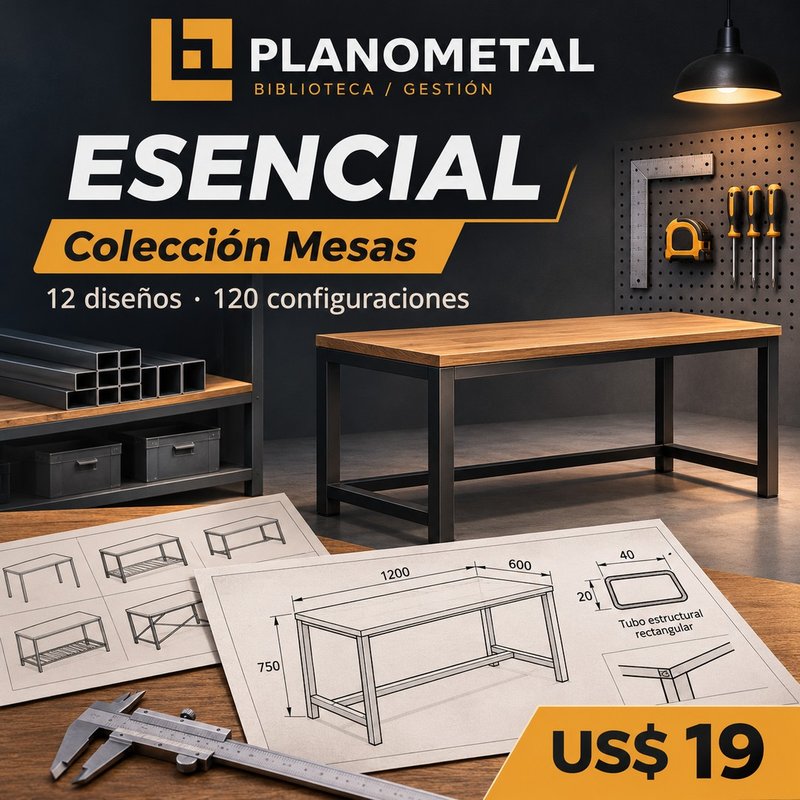 PLANOMETAL
BIBLIOTECA / GESTIÓN
ESENCIAL
Colección Mesas
12 diseños · 120 configuraciones
1200
600
750
40
20
Tubo estructural
rectangular
US$ 19